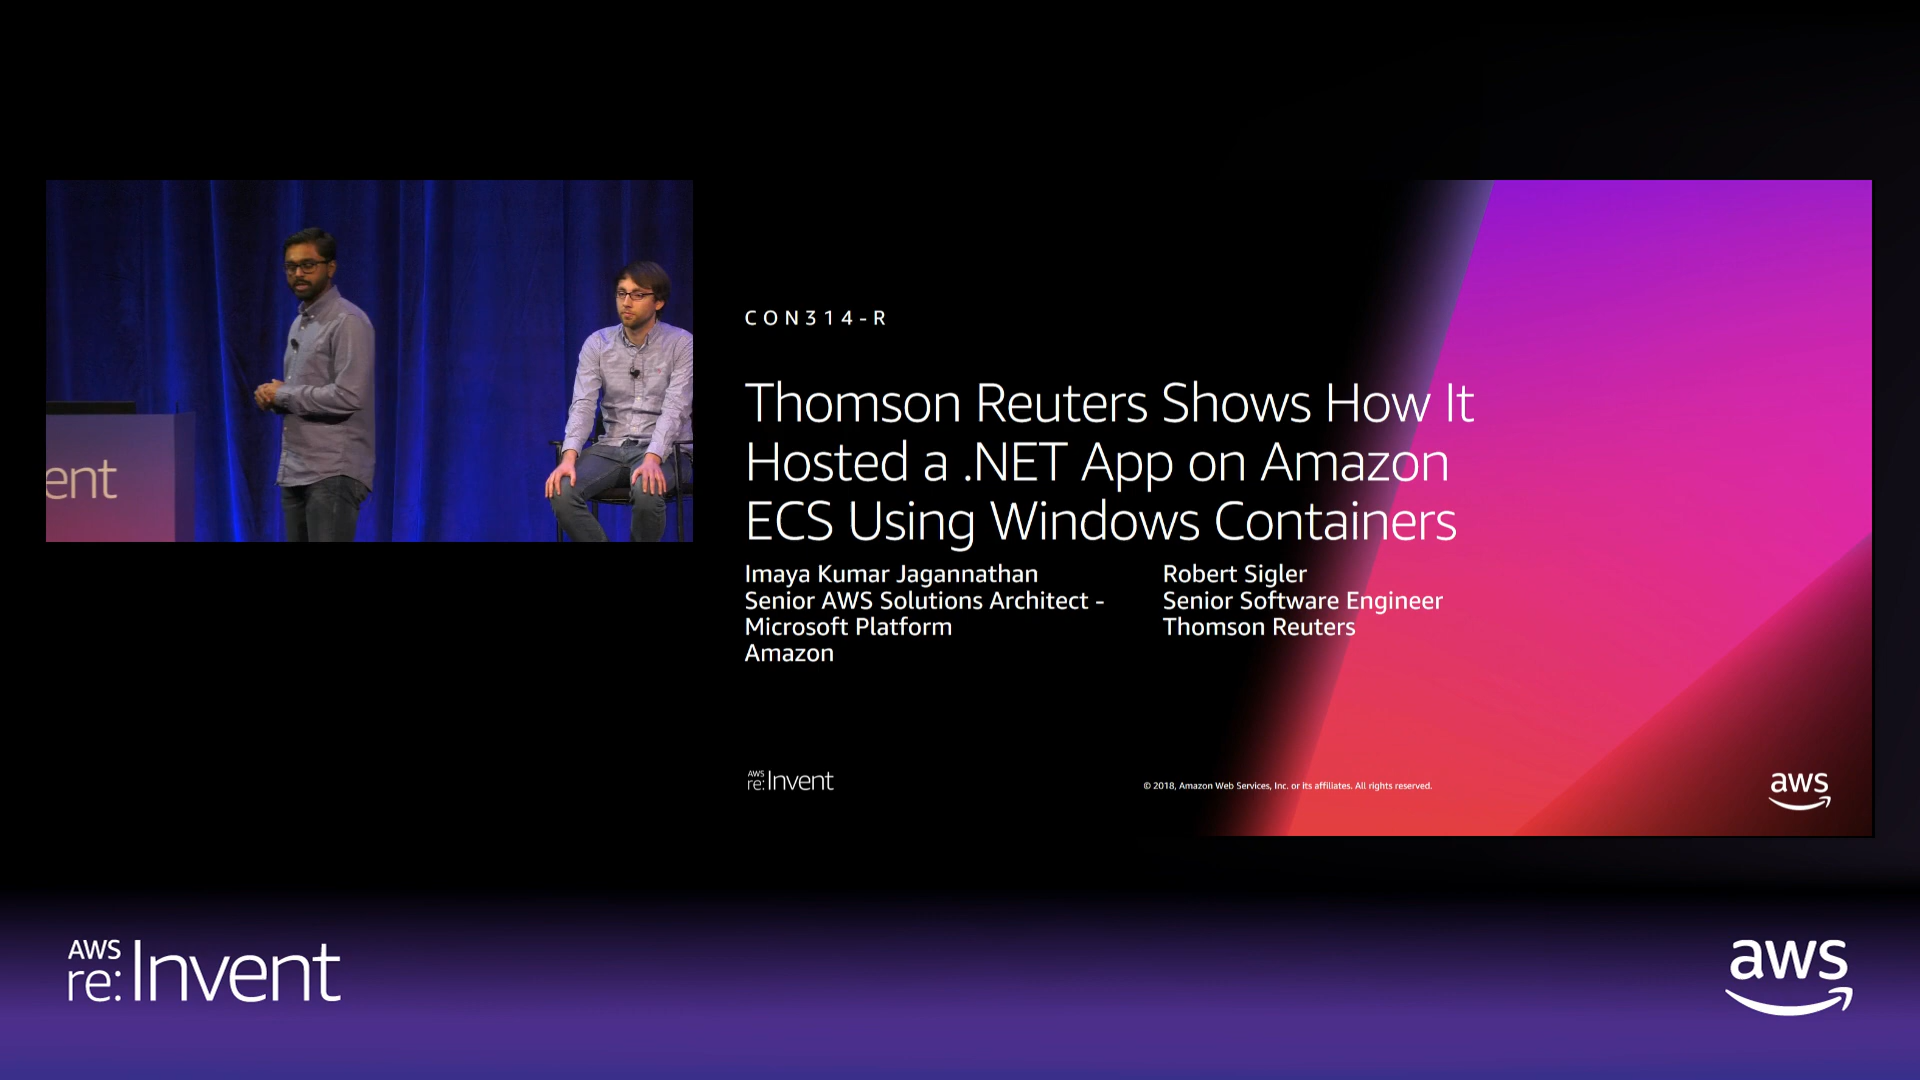 ent
CON314-R
Thomson Reuters Shows How It
Hosted a .NET App on Amazon
ECS Using Windows Containers
Imaya Kumar Jagannathan
Senior AWS Solutions Architect -
Microsoft Platform
Amazon
Robert Sigler
Senior Software Engineer
Thomson Reuters
AWS
re:Invent
© 2018, Amazon Web Services, Inc. or its affiliates. All rights reserved.
aws
AWS
re:Invent
aws